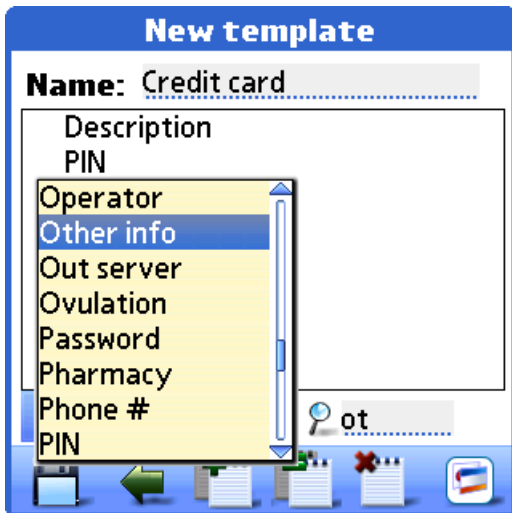 New template
Name: Credit card
Description
PIN
Operator
Other info
Out server
Ovulation
Password
Pharmacy
Phone #
PIN
ot